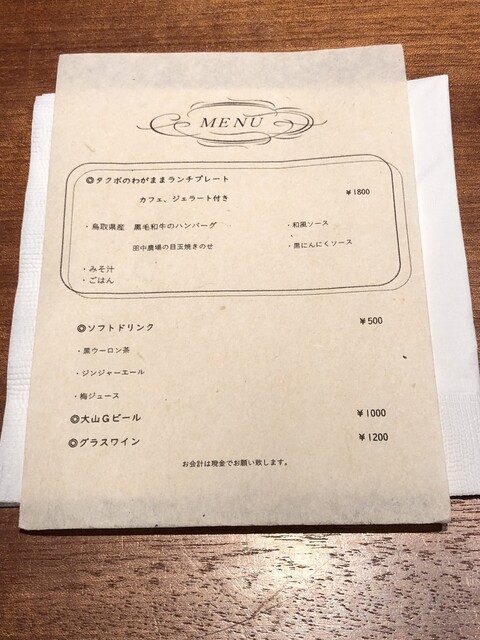 MENU
◎タクボのわがままランチプレート
カフェ、ジェラート付き
¥1800
・鳥取県産 黒毛和牛のハンバーグ
・和風ソース
田中農場の目玉焼きのせ
・黒にんにくソース
・みそ汁
・ごはん
◎ソフトドリンク ¥500
・黒ウーロン茶
・ジンジャーエール
・梅ジュース
◎大山Gビール ¥1000
◎グラスワイン ¥1200
お会計は現金でお願い致します。